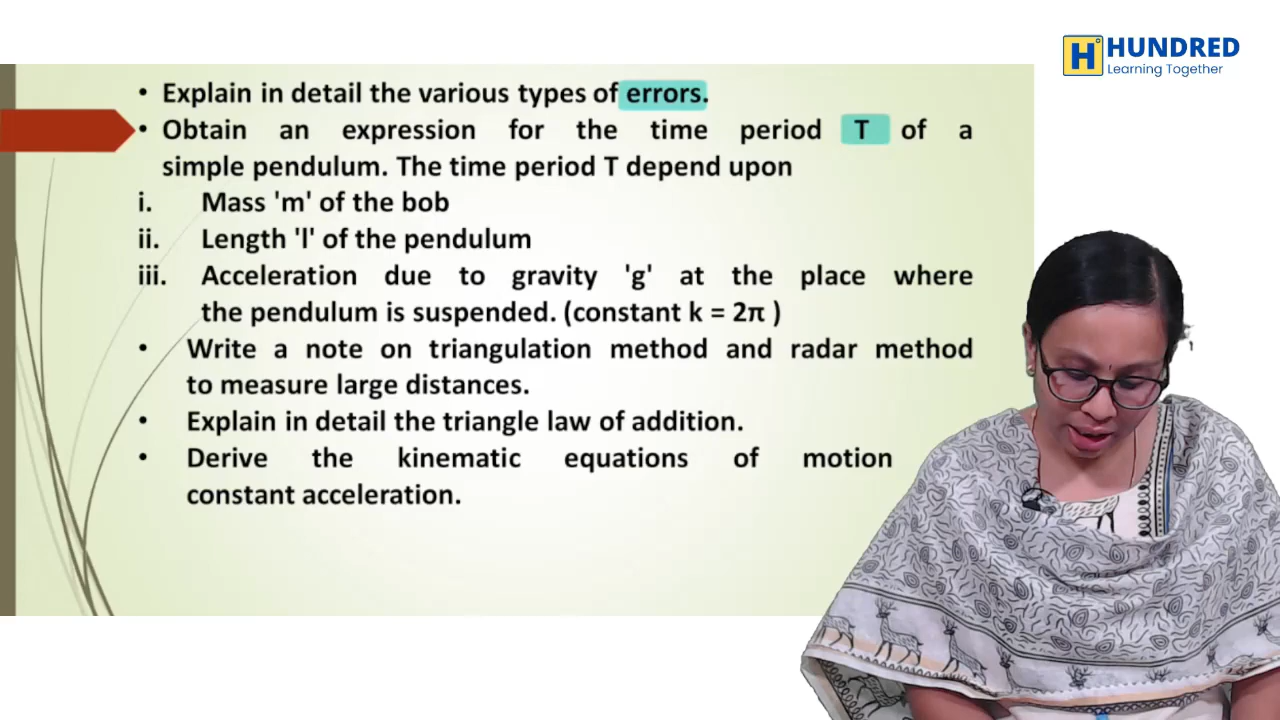 H° HUNDRED
Learning Together
• Explain in detail the various types of errors.
• Obtain an expression for the time period T of a
simple pendulum. The time period T depend upon
i. Mass 'm' of the bob
ii. Length 'l' of the pendulum
iii. Acceleration due to gravity 'g' at the place where
the pendulum is suspended. (constant k = 2π )
• Write a note on triangulation method and radar method
to measure large distances.
• Explain in detail the triangle law of addition.
• Derive the kinematic equations of motion
constant acceleration.